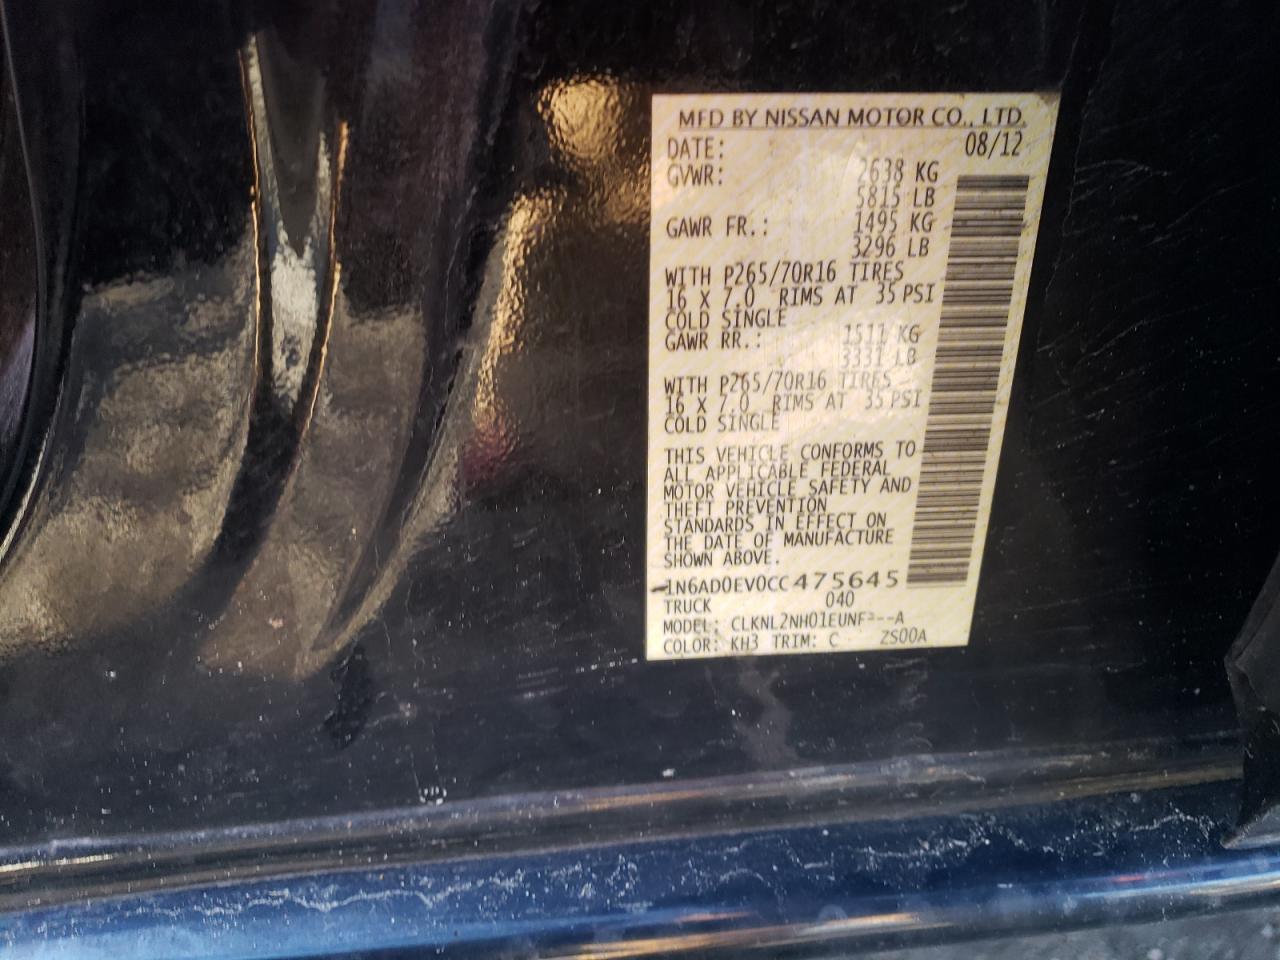 MFD BY NISSAN MOTOR CO., LTD.
DATE: 08/12
GVWR: 2638 KG
5815 LB
GAWR FR.: 1495 KG
3296 LB
WITH P265/70R16 TIRES
16 X 7.0 RIMS AT 35 PSI
COLD SINGLE
GAWR RR.: 1511 KG
3331 LB
WITH P265/70R16 TIRES
16 X 7.0 RIMS AT 35 PSI
COLD SINGLE
THIS VEHICLE CONFORMS TO
ALL APPLICABLE FEDERAL
MOTOR VEHICLE SAFETY AND
THEFT PREVENTION
STANDARDS IN EFFECT ON
THE DATE OF MANUFACTURE
SHOWN ABOVE.
1N6AD0EV0CC475645
TRUCK 040
MODEL:
COLOR: KH3 TRIM: C ZS00A